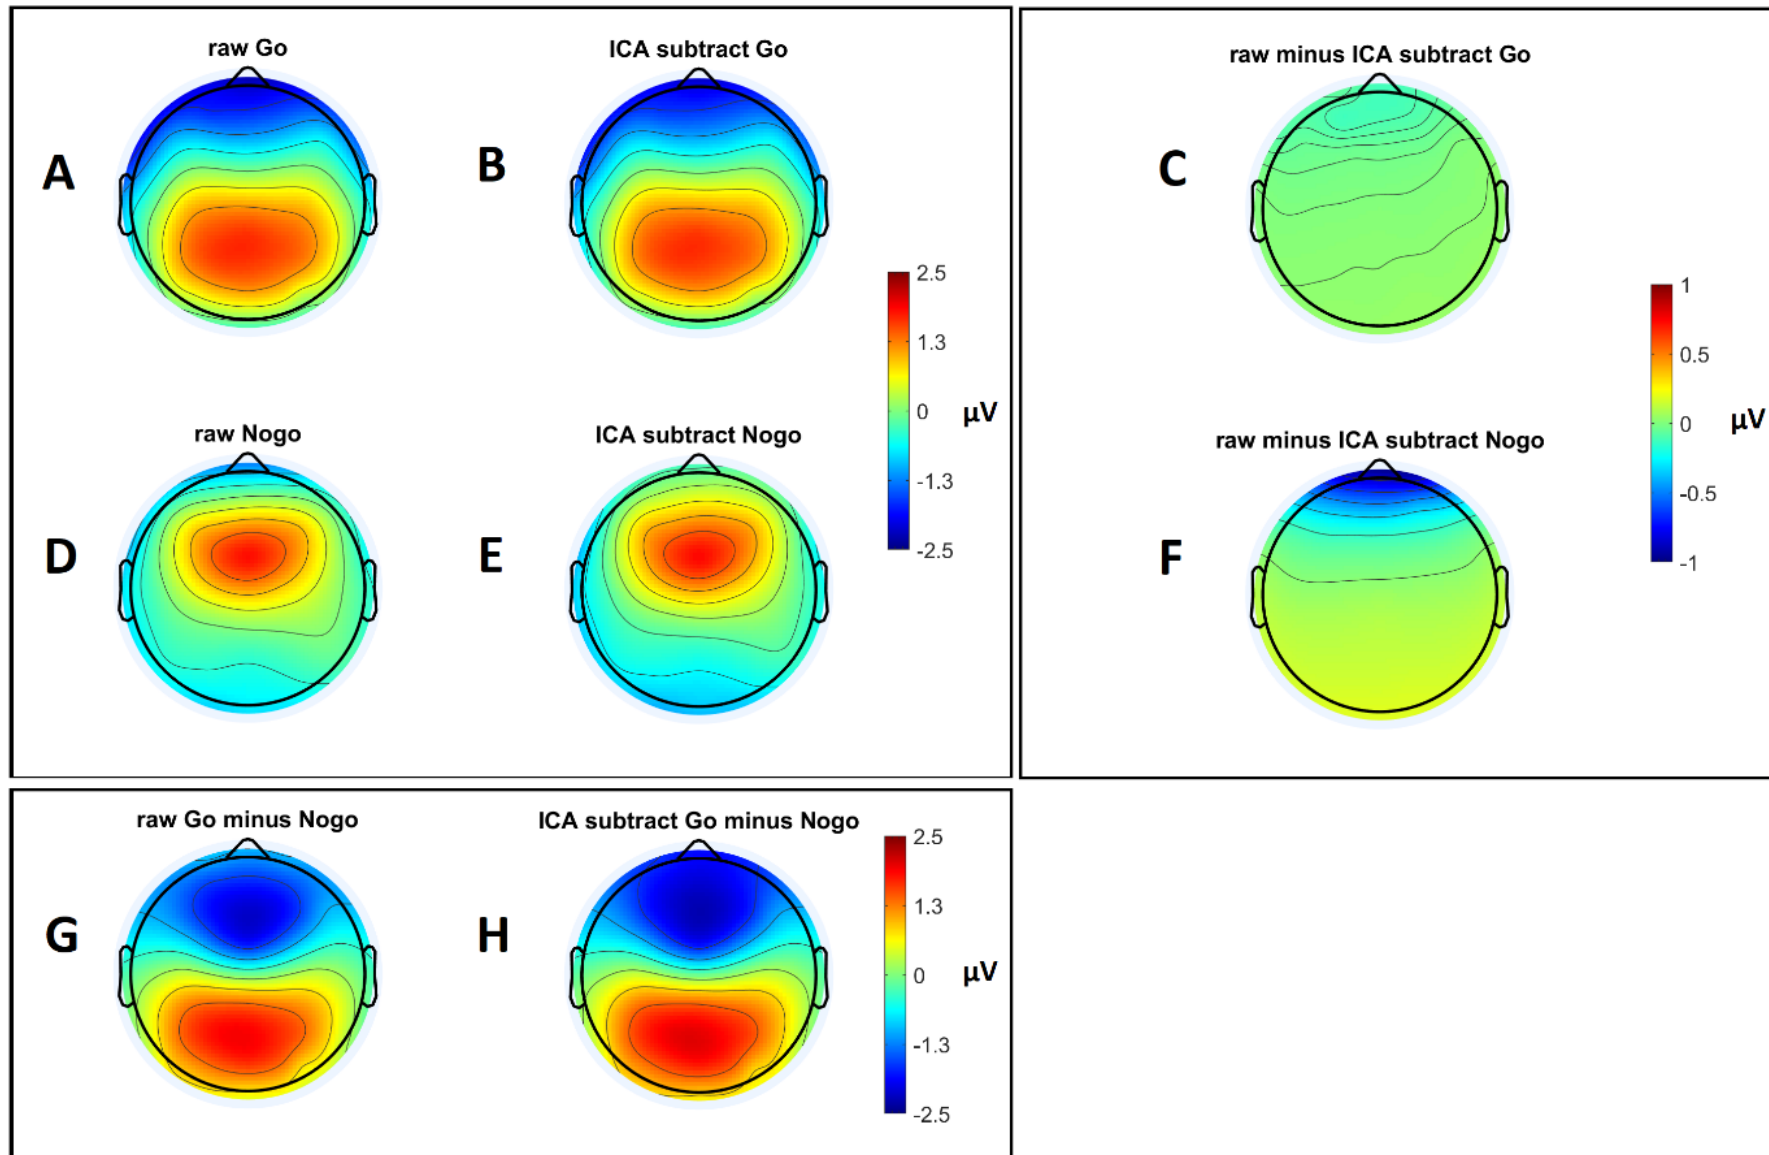 raw Go
ICA subtract Go
A
B
2.5
1.3
0
-1.3
-2.5
μV
raw Nogo
ICA subtract Nogo
D
E
raw minus ICA subtract Go
C
1
0.5
0
-0.5
-1
μV
raw minus ICA subtract Nogo
F
raw Go minus Nogo
ICA subtract Go minus Nogo
G
H
2.5
1.3
0
-1.3
-2.5
μV